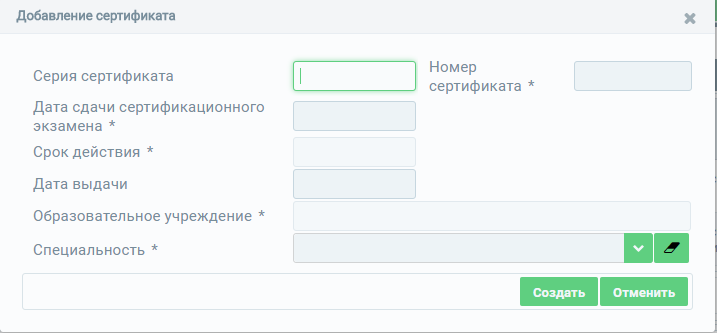 Добавление сертификата
Серия сертификата
Номер
сертификата *
Дата сдачи сертификационного
экзамена *
Срок действия *
Дата выдачи
Образовательное учреждение *
Специальность *
Создать Отменить